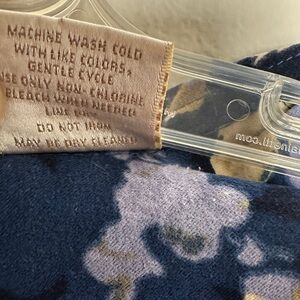 MACHINE WASH COLD
WITH LIKE COLORS,
GENTLE CYCLE
USE ONLY NON-CHLORINE
BLEACH WHEN NEEDED
LINE DRY
DO NOT IRON
MAY BE DRY CLEANED